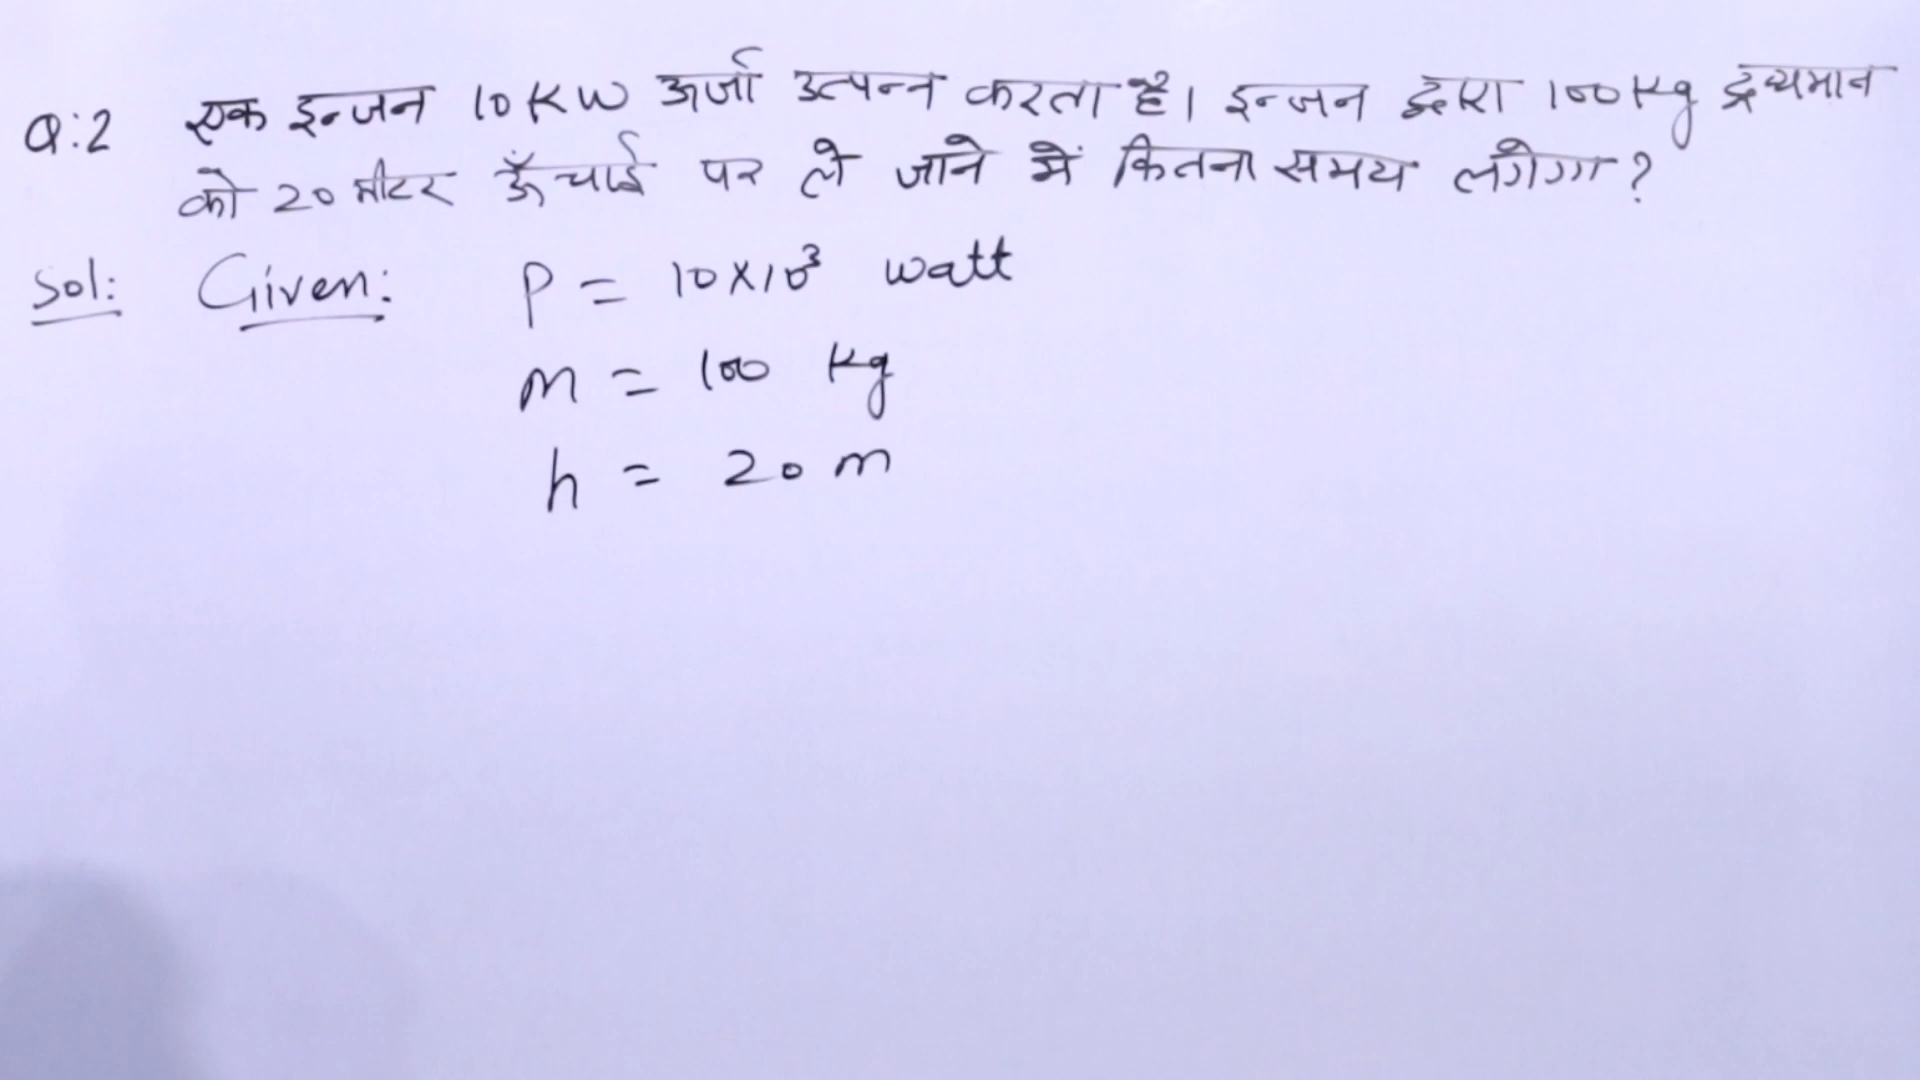 Q:2 एक इन्जन 10 KW ऊर्जा उत्पन्न करता है। इन्जन द्वारा 100 kg द्रव्यमान
को 20 मीटर ऊँचाई पर ले जाने में कितना समय लगेगा ?
Sol: Given: P = 10×10³ watt
m = 100 kg
h = 20 m